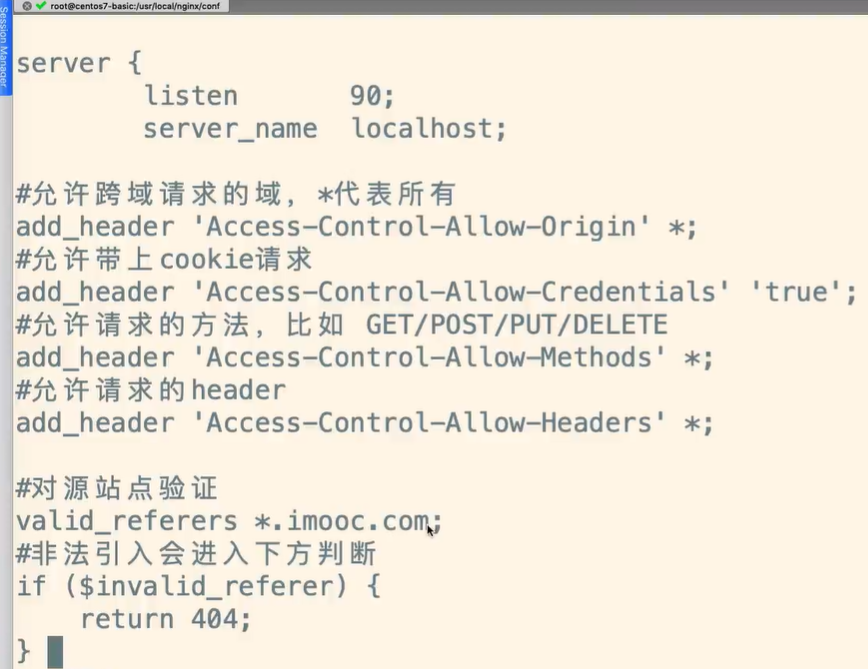 root@centos7-basic:/usr/local/nginx/conf
Session Manager
server {
listen 90;
server_name localhost;
#允许跨域请求的域，*代表所有
add_header 'Access-Control-Allow-Origin' *;
#允许带上cookie请求
add_header 'Access-Control-Allow-Credentials' 'true';
#允许请求的方法，比如 GET/POST/PUT/DELETE
add_header 'Access-Control-Allow-Methods' *;
#允许请求的header
add_header 'Access-Control-Allow-Headers' *;
#对源站点验证
valid_referers *.imooc.com;
#非法引入会进入下方判断
if ($invalid_referer) {
return 404;
}